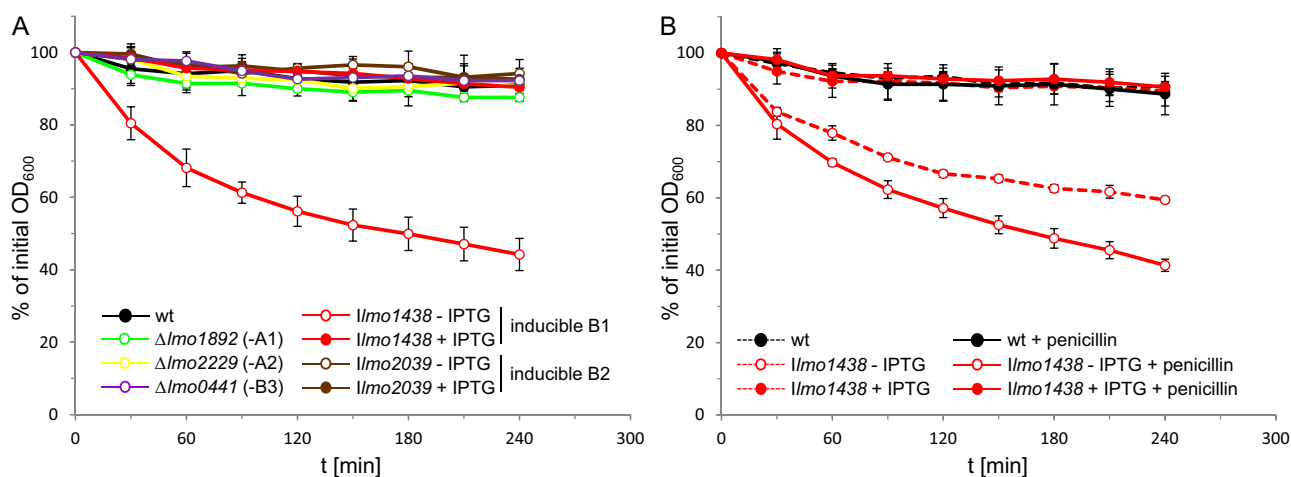 A
% of initial OD600
100
80
60
40
20
0
wt
Δlmo1892 (-A1)
Δlmo2229 (-A2)
Δlmo0441 (-B3)
Ilmo1438 - IPTG
Ilmo1438 + IPTG
inducible B1
Ilmo2039 - IPTG
Ilmo2039 + IPTG
inducible B2
0 60 120 180 240 300
t [min]
B
% of initial OD600
100
80
60
40
20
0
wt
Ilmo1438 - IPTG
Ilmo1438 + IPTG
wt + penicillin
Ilmo1438 - IPTG + penicillin
Ilmo1438 + IPTG + penicillin
0 60 120 180 240 300
t [min]